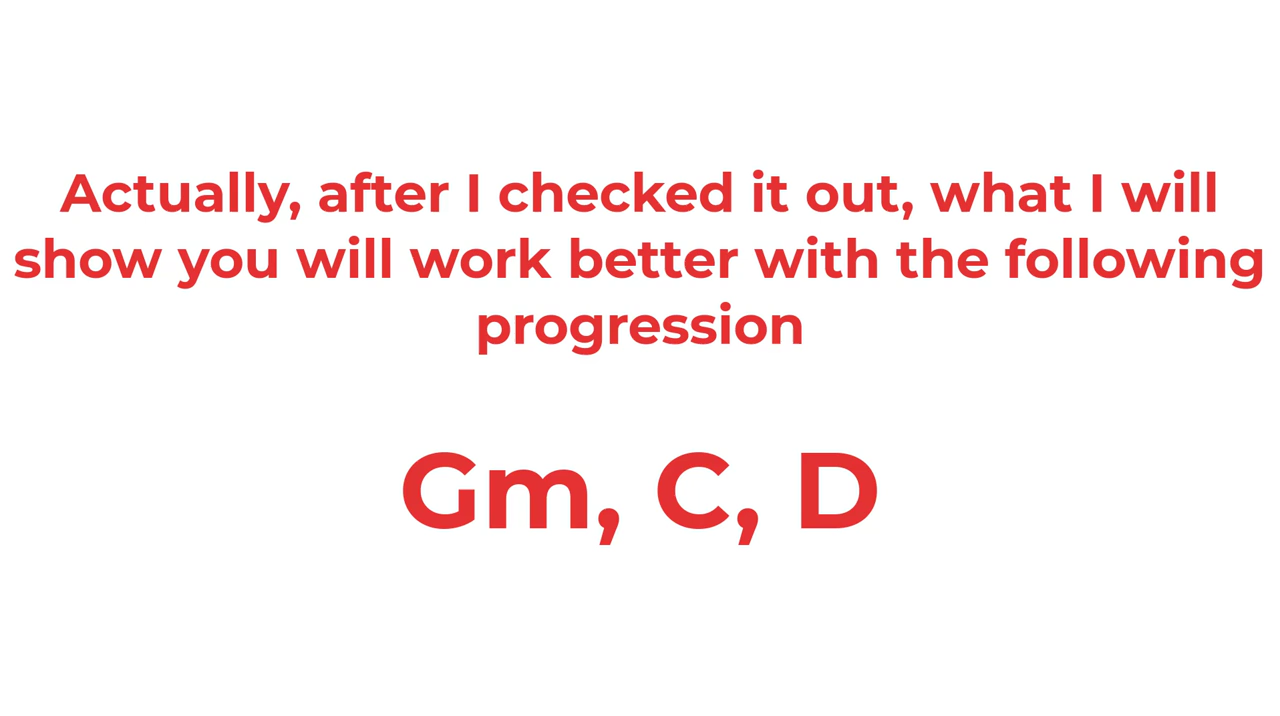 Actually, after I checked it out, what I will
show you will work better with the following
progression
Gm, C, D